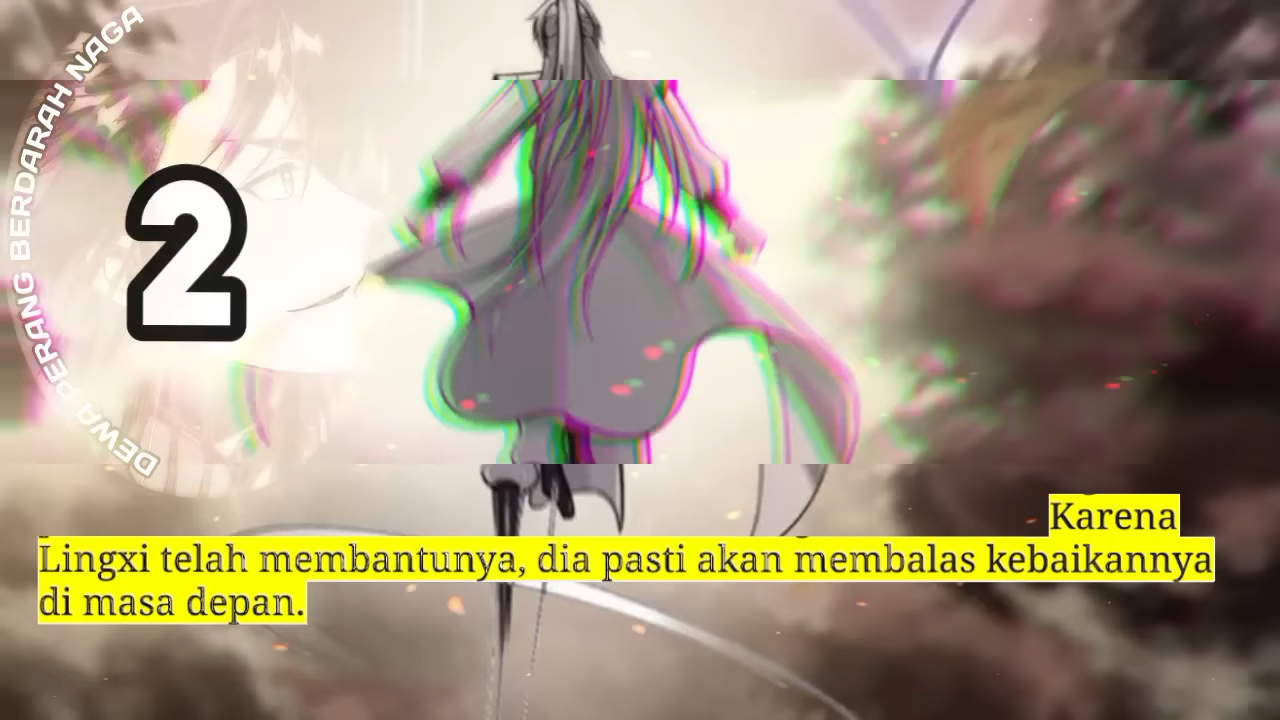 DEWA PERANG BERDARAH NAGA
2
Karena
Lingxi telah membantunya, dia pasti akan membalas kebaikannya
di masa depan.